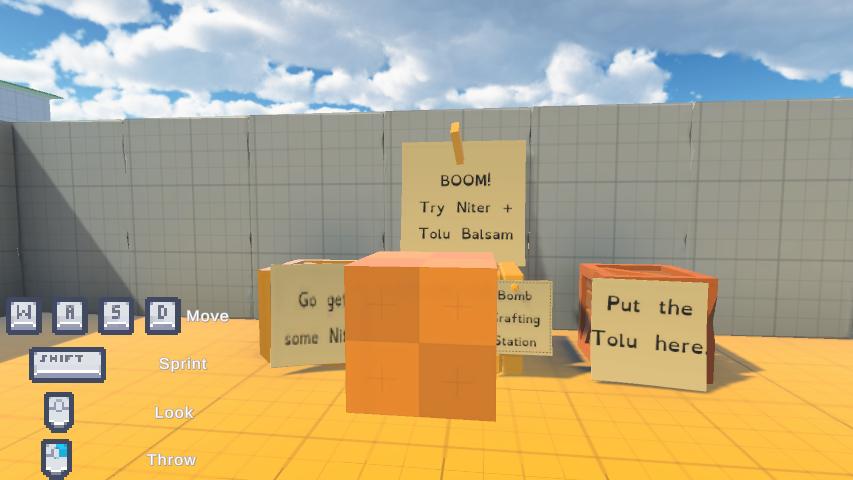 BOOM!
Try Niter +
Tolu Balsam
Go get
some
Bomb
Crafting
Station
Put the
Tolu here.
W A S D Move
SHIFT Sprint
Look
Throw